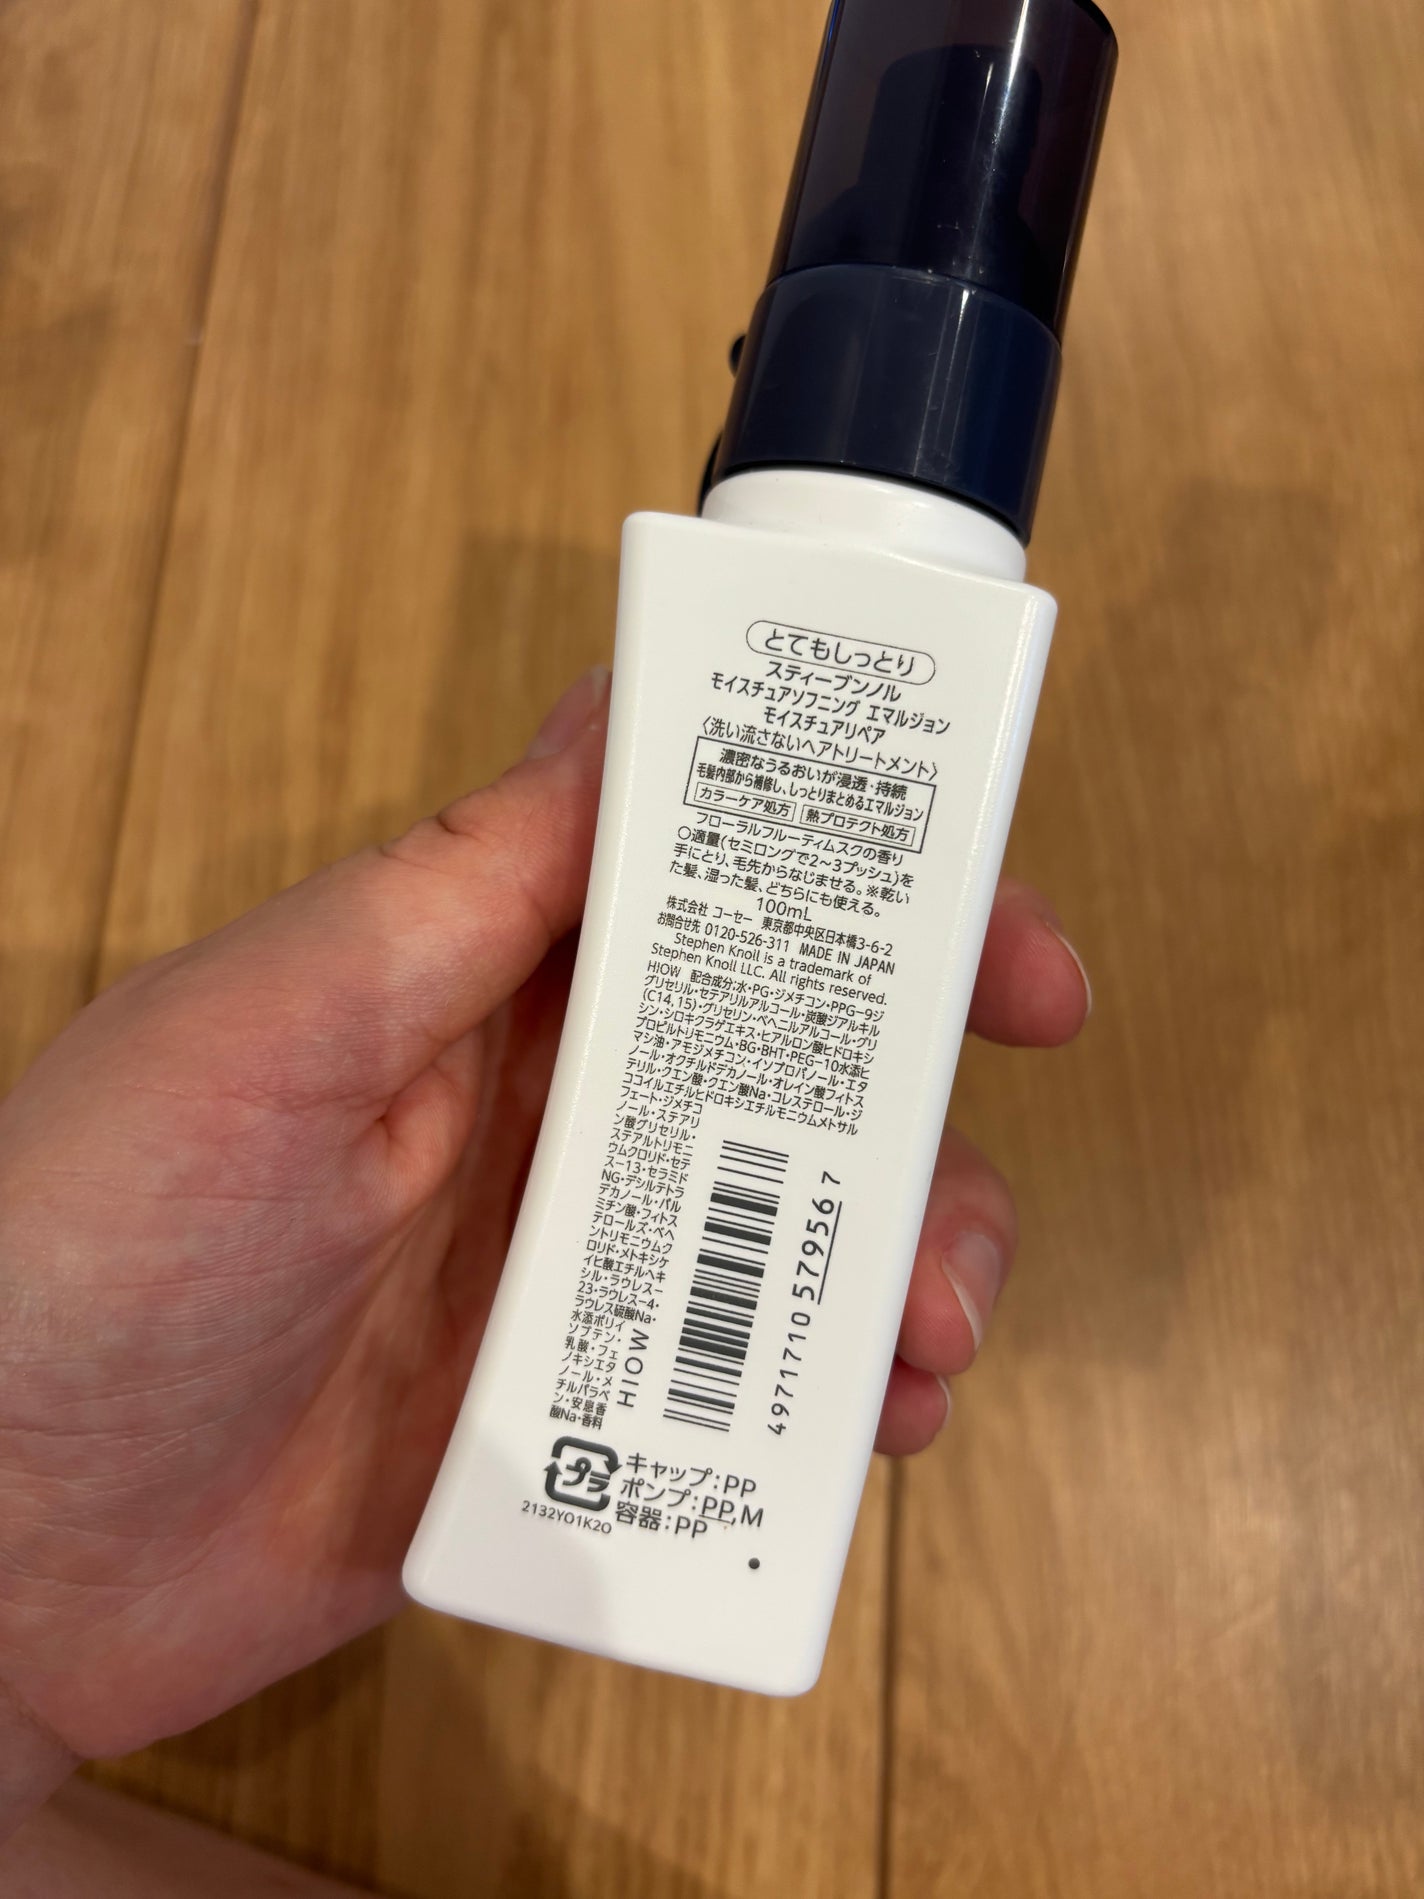 とてもしっとり
スティーブンノル
モイスチュアソフニング エマルジョン
モイスチュアリペア
〈洗い流さないヘアトリートメント〉
濃密なうるおいが浸透・持続
毛髪内部から補修し、しっとりまとめるエマルジョン
カラーケア処方 熱プロテクト処方
フローラルフルーティムスクの香り
○適量(セミロングで2〜3プッシュ)を
手にとり、毛先からなじませる。※乾い
た髪、湿った髪、どちらにも使える。
100mL
株式会社 コーセー 東京都中央区日本橋3-6-2
お問合せ先 0120-526-311 MADE IN JAPAN
Stephen Knoll is a trademark of
Stephen Knoll LLC. All rights reserved.
HIOW 配合成分;水・PG・ジメチコン・PPG-9ジ
グリセリル・セテアリルアルコール・炭酸ジアルキル
(C14,15)・グリセリン・ベヘニルアルコール・グリ
シン・シロキクラゲエキス・ヒアルロン酸ヒドロキシ
プロピルトリモニウム・BG・BHT・PEG-10水添ヒ
マシ油・アモジメチコン・イソプロパノール・エタ
ノール・オクチルドデカノール・オレイン酸フィトス
テリル・クエン酸・クエン酸Na・コレステロール・ジ
ココイルエチルヒドロキシエチルモニウムメトサル
フェート・ジメチコ
ノール・ステアリ
ン酸グリセリル・
ステアルトリモニ
ウムクロリド・セテ
ス-13・セラミド
NG・デシルテトラ
デカノール・パル
ミチン酸・フィトス
テロールズ・ベヘ
ントリモニウムク
ロリド・メトキシケ
イヒ酸エチルヘキ
シル・ラウレス-
23・ラウレス-4・
ラウレス硫酸Na・
水添ポリイ
ソブテン・
乳酸・フェ
ノキシエタ
ノール・メ
チルパラベ
ン・安息香
酸Na・香料
HIOW
4971710579567
プラ
キャップ:PP
ポンプ:PP,M
容器:PP
2132YO1K2O